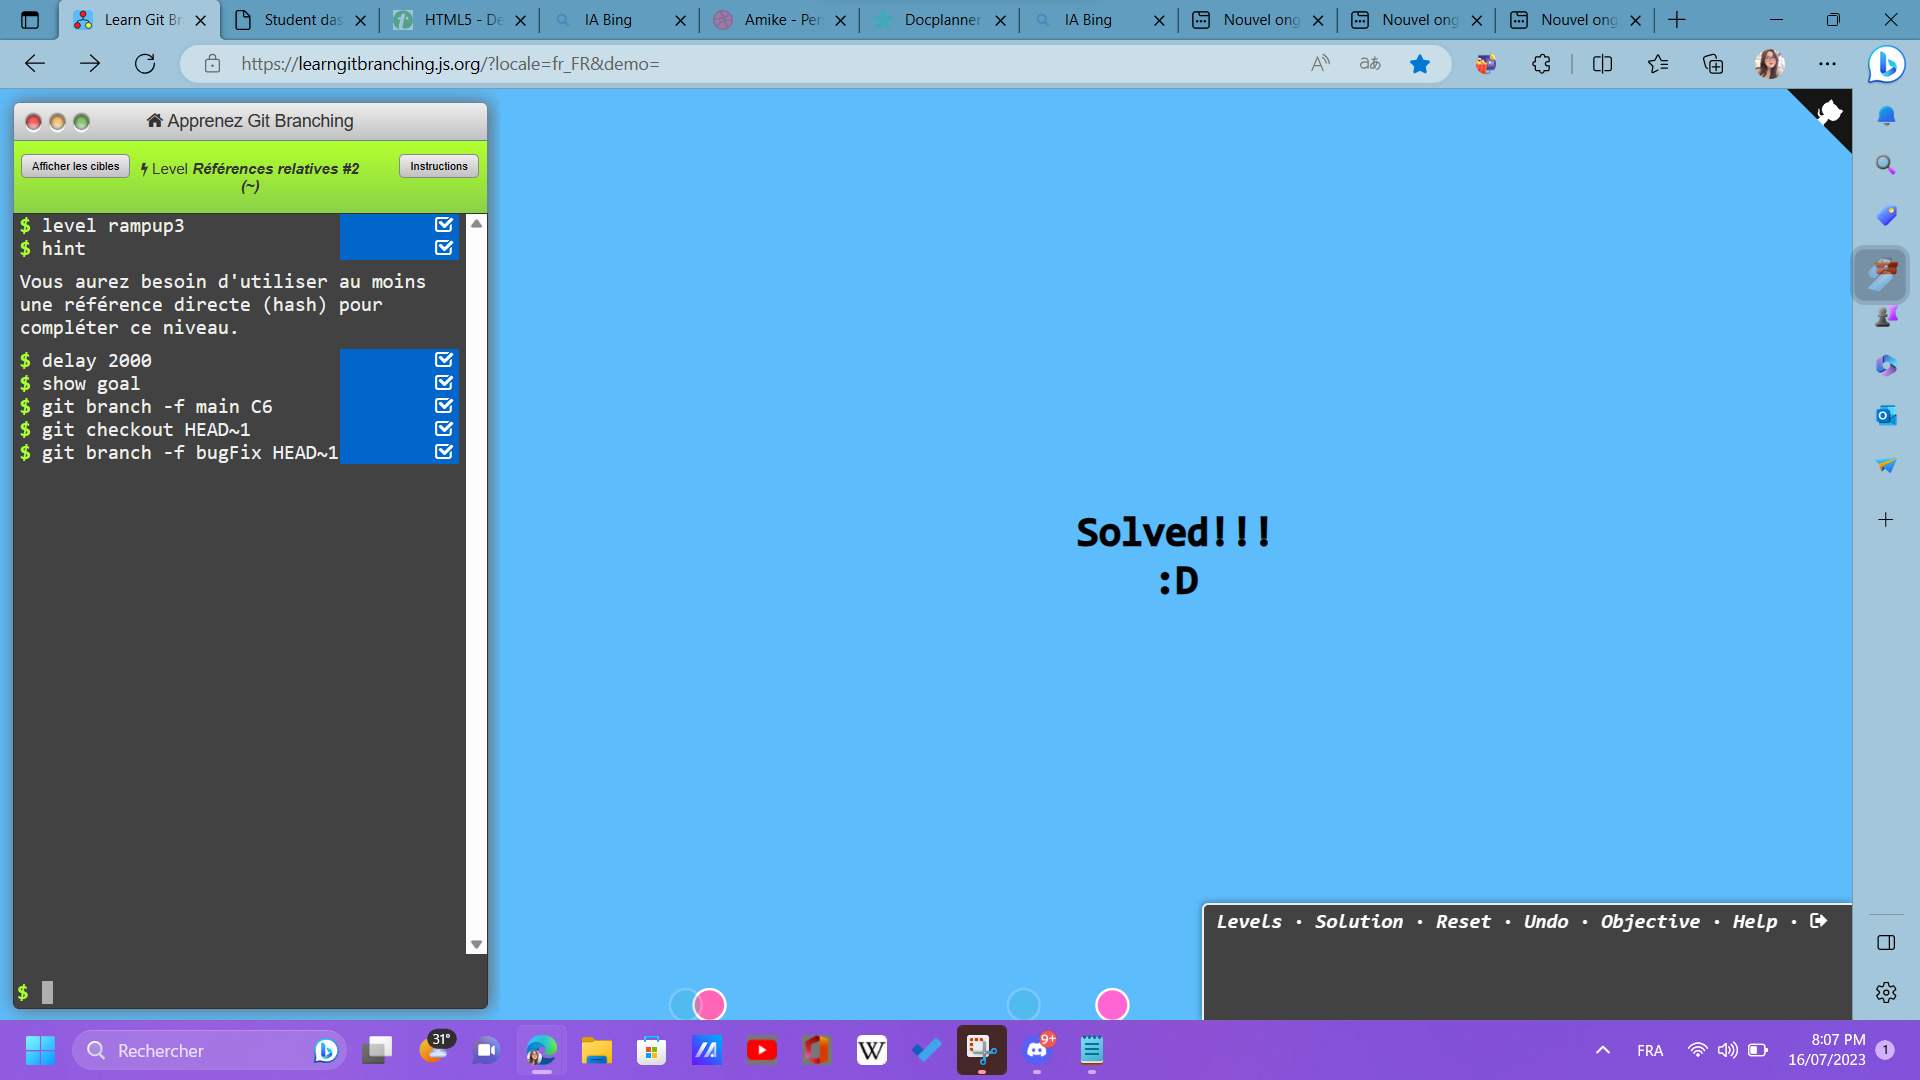 Learn Git Br
Student das
HTML5 - De
IA Bing
Amike - Per
Docplanner
IA Bing
Nouvel ong
Nouvel ong
Nouvel ong
https://learngitbranching.js.org/?locale=fr_FR&demo=
Apprenez Git Branching
Afficher les cibles
Level Références relatives #2
(~)
Instructions
$ level rampup3
$ hint
Vous aurez besoin d'utiliser au moins
une référence directe (hash) pour
compléter ce niveau.
$ delay 2000
$ show goal
$ git branch -f main C6
$ git checkout HEAD~1
$ git branch -f bugFix HEAD~1
$
Solved!!!
:D
Levels · Solution · Reset · Undo · Objective · Help ·
Rechercher
31°
W
9+
FRA
8:07 PM
16/07/2023
1